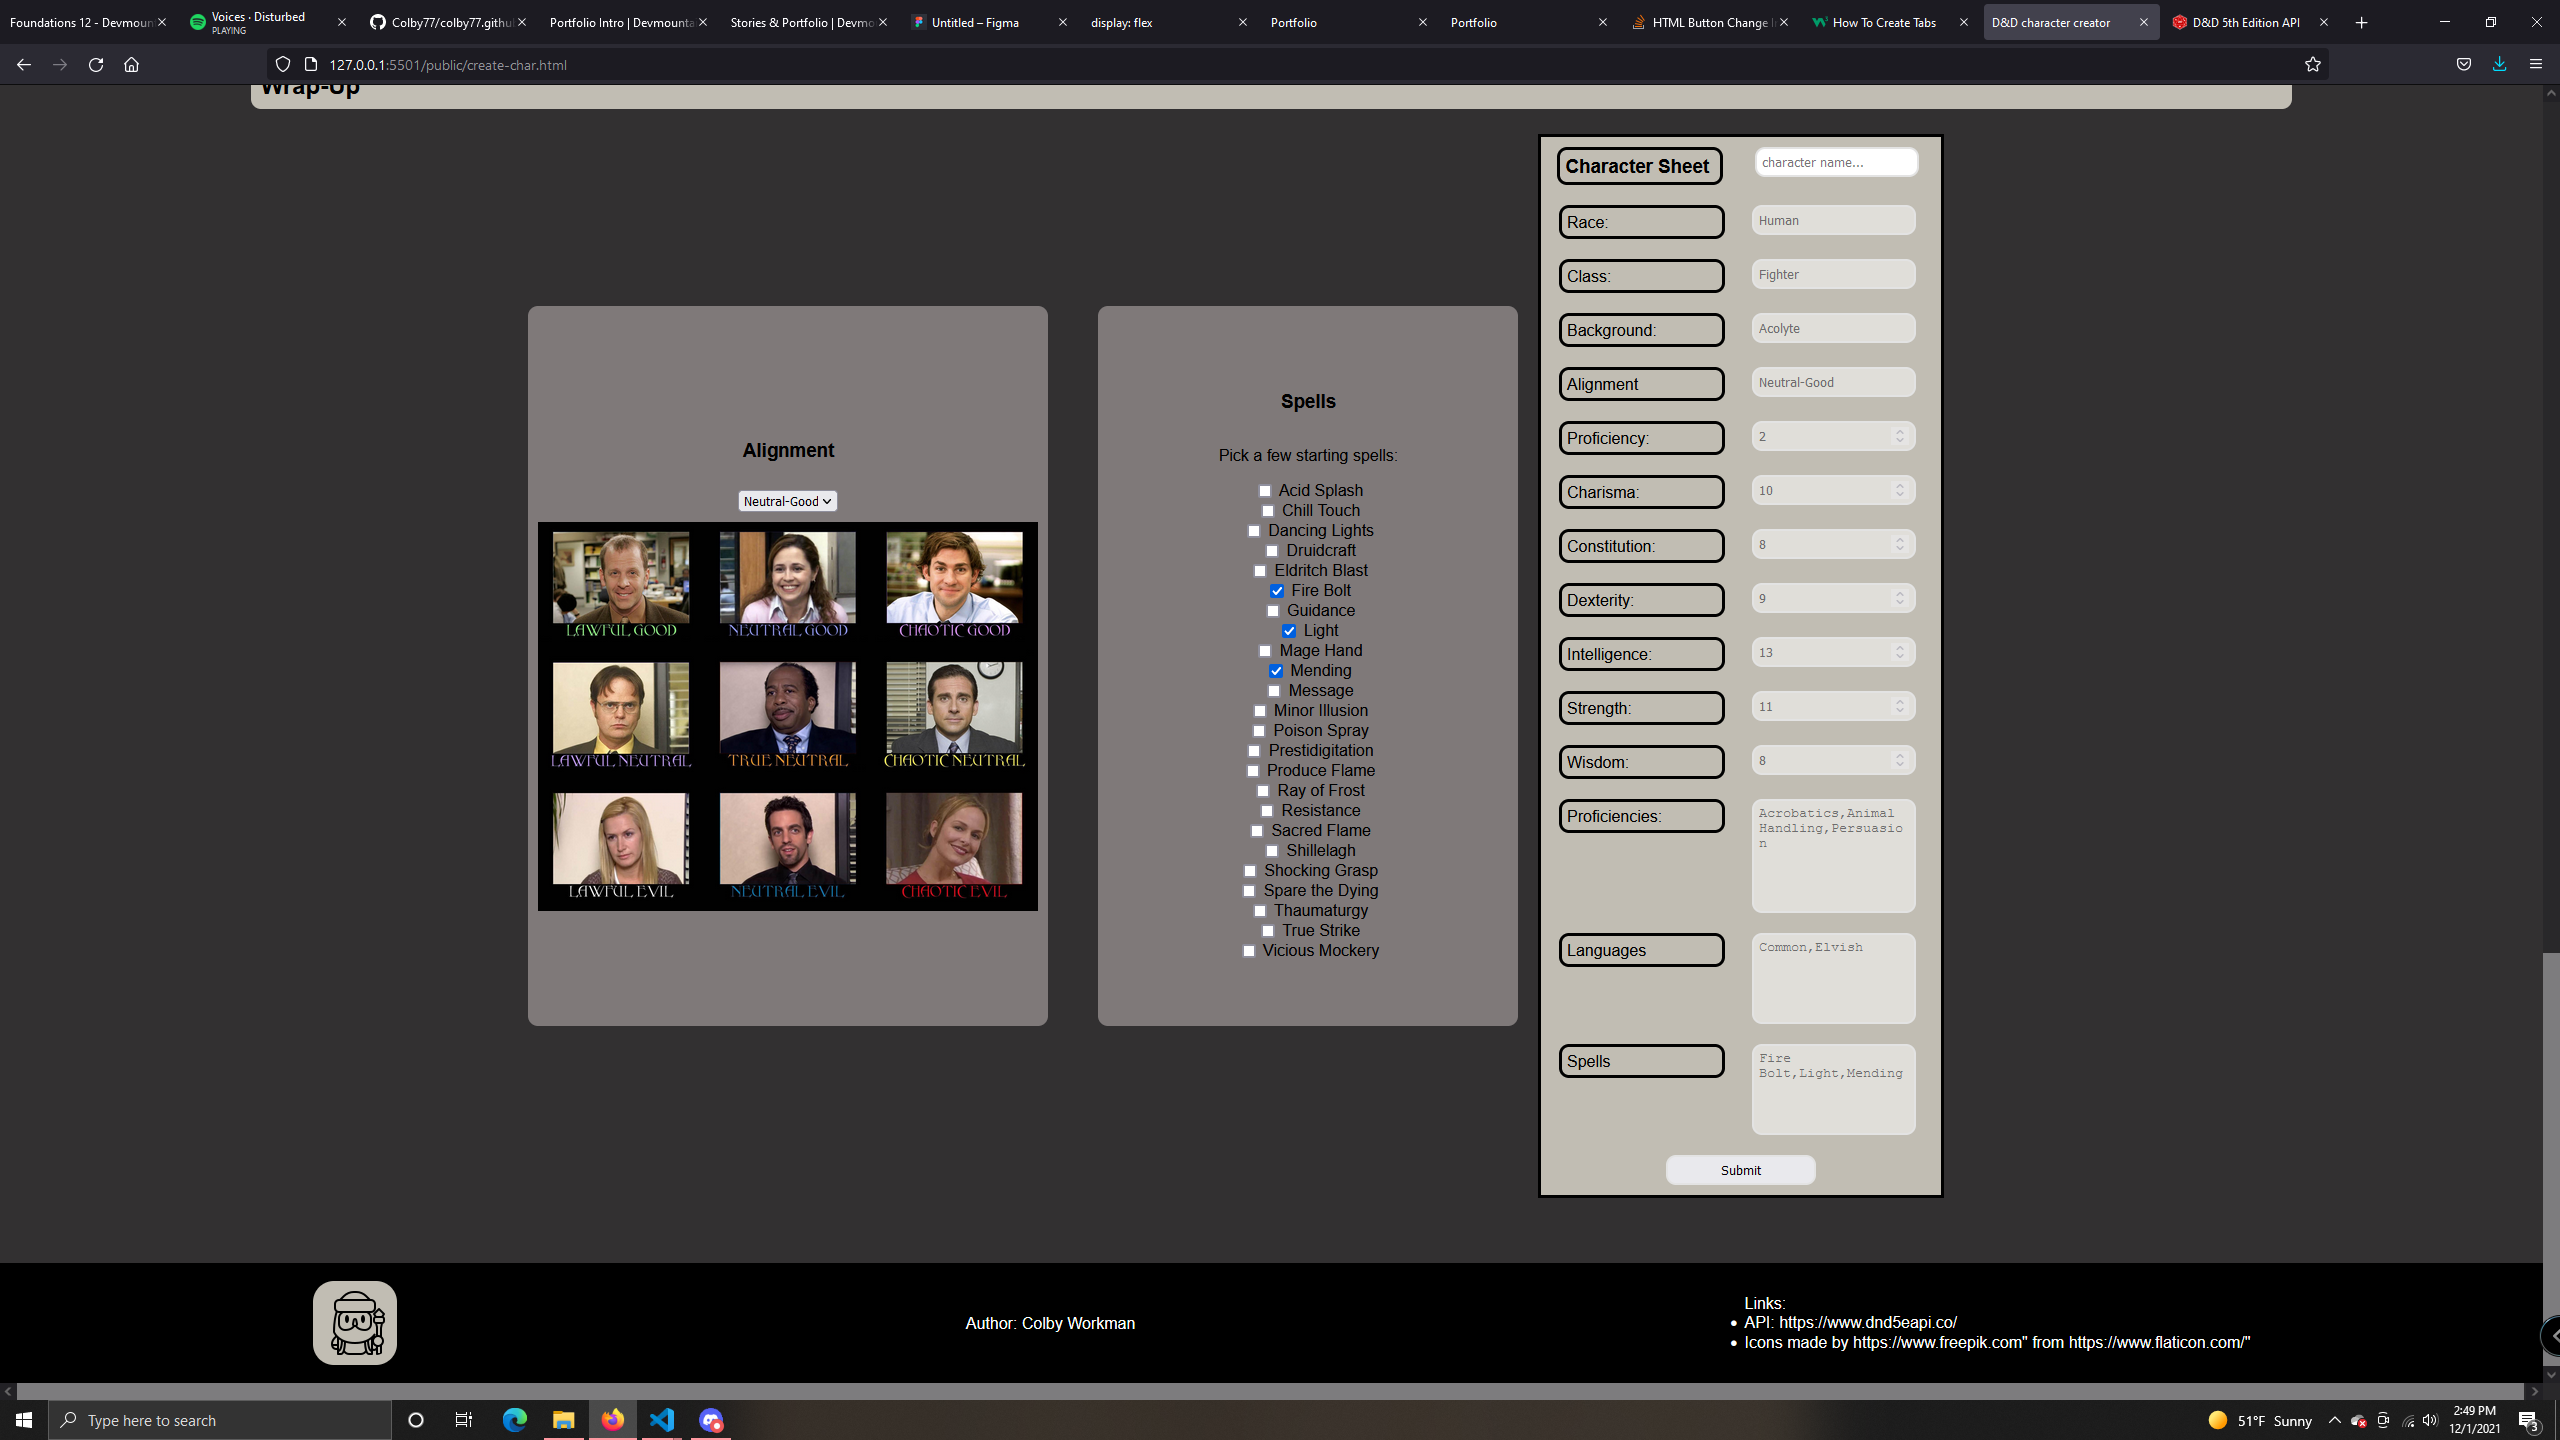 Foundations 12 - Devmoun
Voices · Disturbed
PLAYING
Colby77/colby77.githu
Portfolio Intro | Devmounta
Stories & Portfolio | Devmo
Untitled – Figma
display: flex
Portfolio
Portfolio
HTML Button Change
How To Create Tabs
D&D character creator
D&D 5th Edition API
127.0.0.1:5501/public/create-char.html
Wrap-Up
Alignment
Neutral-Good
LAWFUL GOOD
NEUTRAL GOOD
CHAOTIC GOOD
LAWFUL NEUTRAL
TRUE NEUTRAL
CHAOTIC NEUTRAL
LAWFUL EVIL
NEUTRAL EVIL
CHAOTIC EVIL
Spells
Pick a few starting spells:
Acid Splash
Chill Touch
Dancing Lights
Druidcraft
Eldritch Blast
Fire Bolt
Guidance
Light
Mage Hand
Mending
Message
Minor Illusion
Poison Spray
Prestidigitation
Produce Flame
Ray of Frost
Resistance
Sacred Flame
Shillelagh
Shocking Grasp
Spare the Dying
Thaumaturgy
True Strike
Vicious Mockery
Character Sheet
character name...
Race:
Human
Class:
Fighter
Background:
Acolyte
Alignment
Neutral-Good
Proficiency:
2
Charisma:
10
Constitution:
8
Dexterity:
9
Intelligence:
13
Strength:
11
Wisdom:
8
Proficiencies:
Acrobatics,Animal
Handling,Persuasio
n
Languages
Common,Elvish
Spells
Fire
Bolt,Light,Mending
Submit
Author: Colby Workman
Links:
API: https://www.dnd5eapi.co/
Icons made by https://www.freepik.com" from https://www.flaticon.com/"
Type here to search
51°F Sunny
2:49 PM
12/1/2021
3